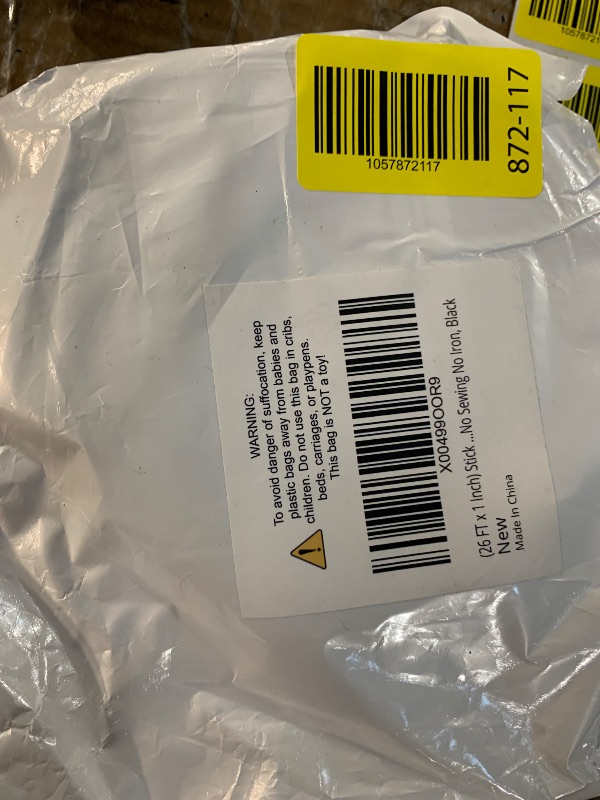 1057872117
872-117
10578721
WARNING:
To avoid danger of suffocation, keep
plastic bags away from babies and
children. Do not use this bag in cribs,
beds, carriages, or playpens.
This bag is NOT a toy!
X00499OOR9
(26 FT x 1 Inch) Stick ...No Sewing No Iron, Black
New
Made In China